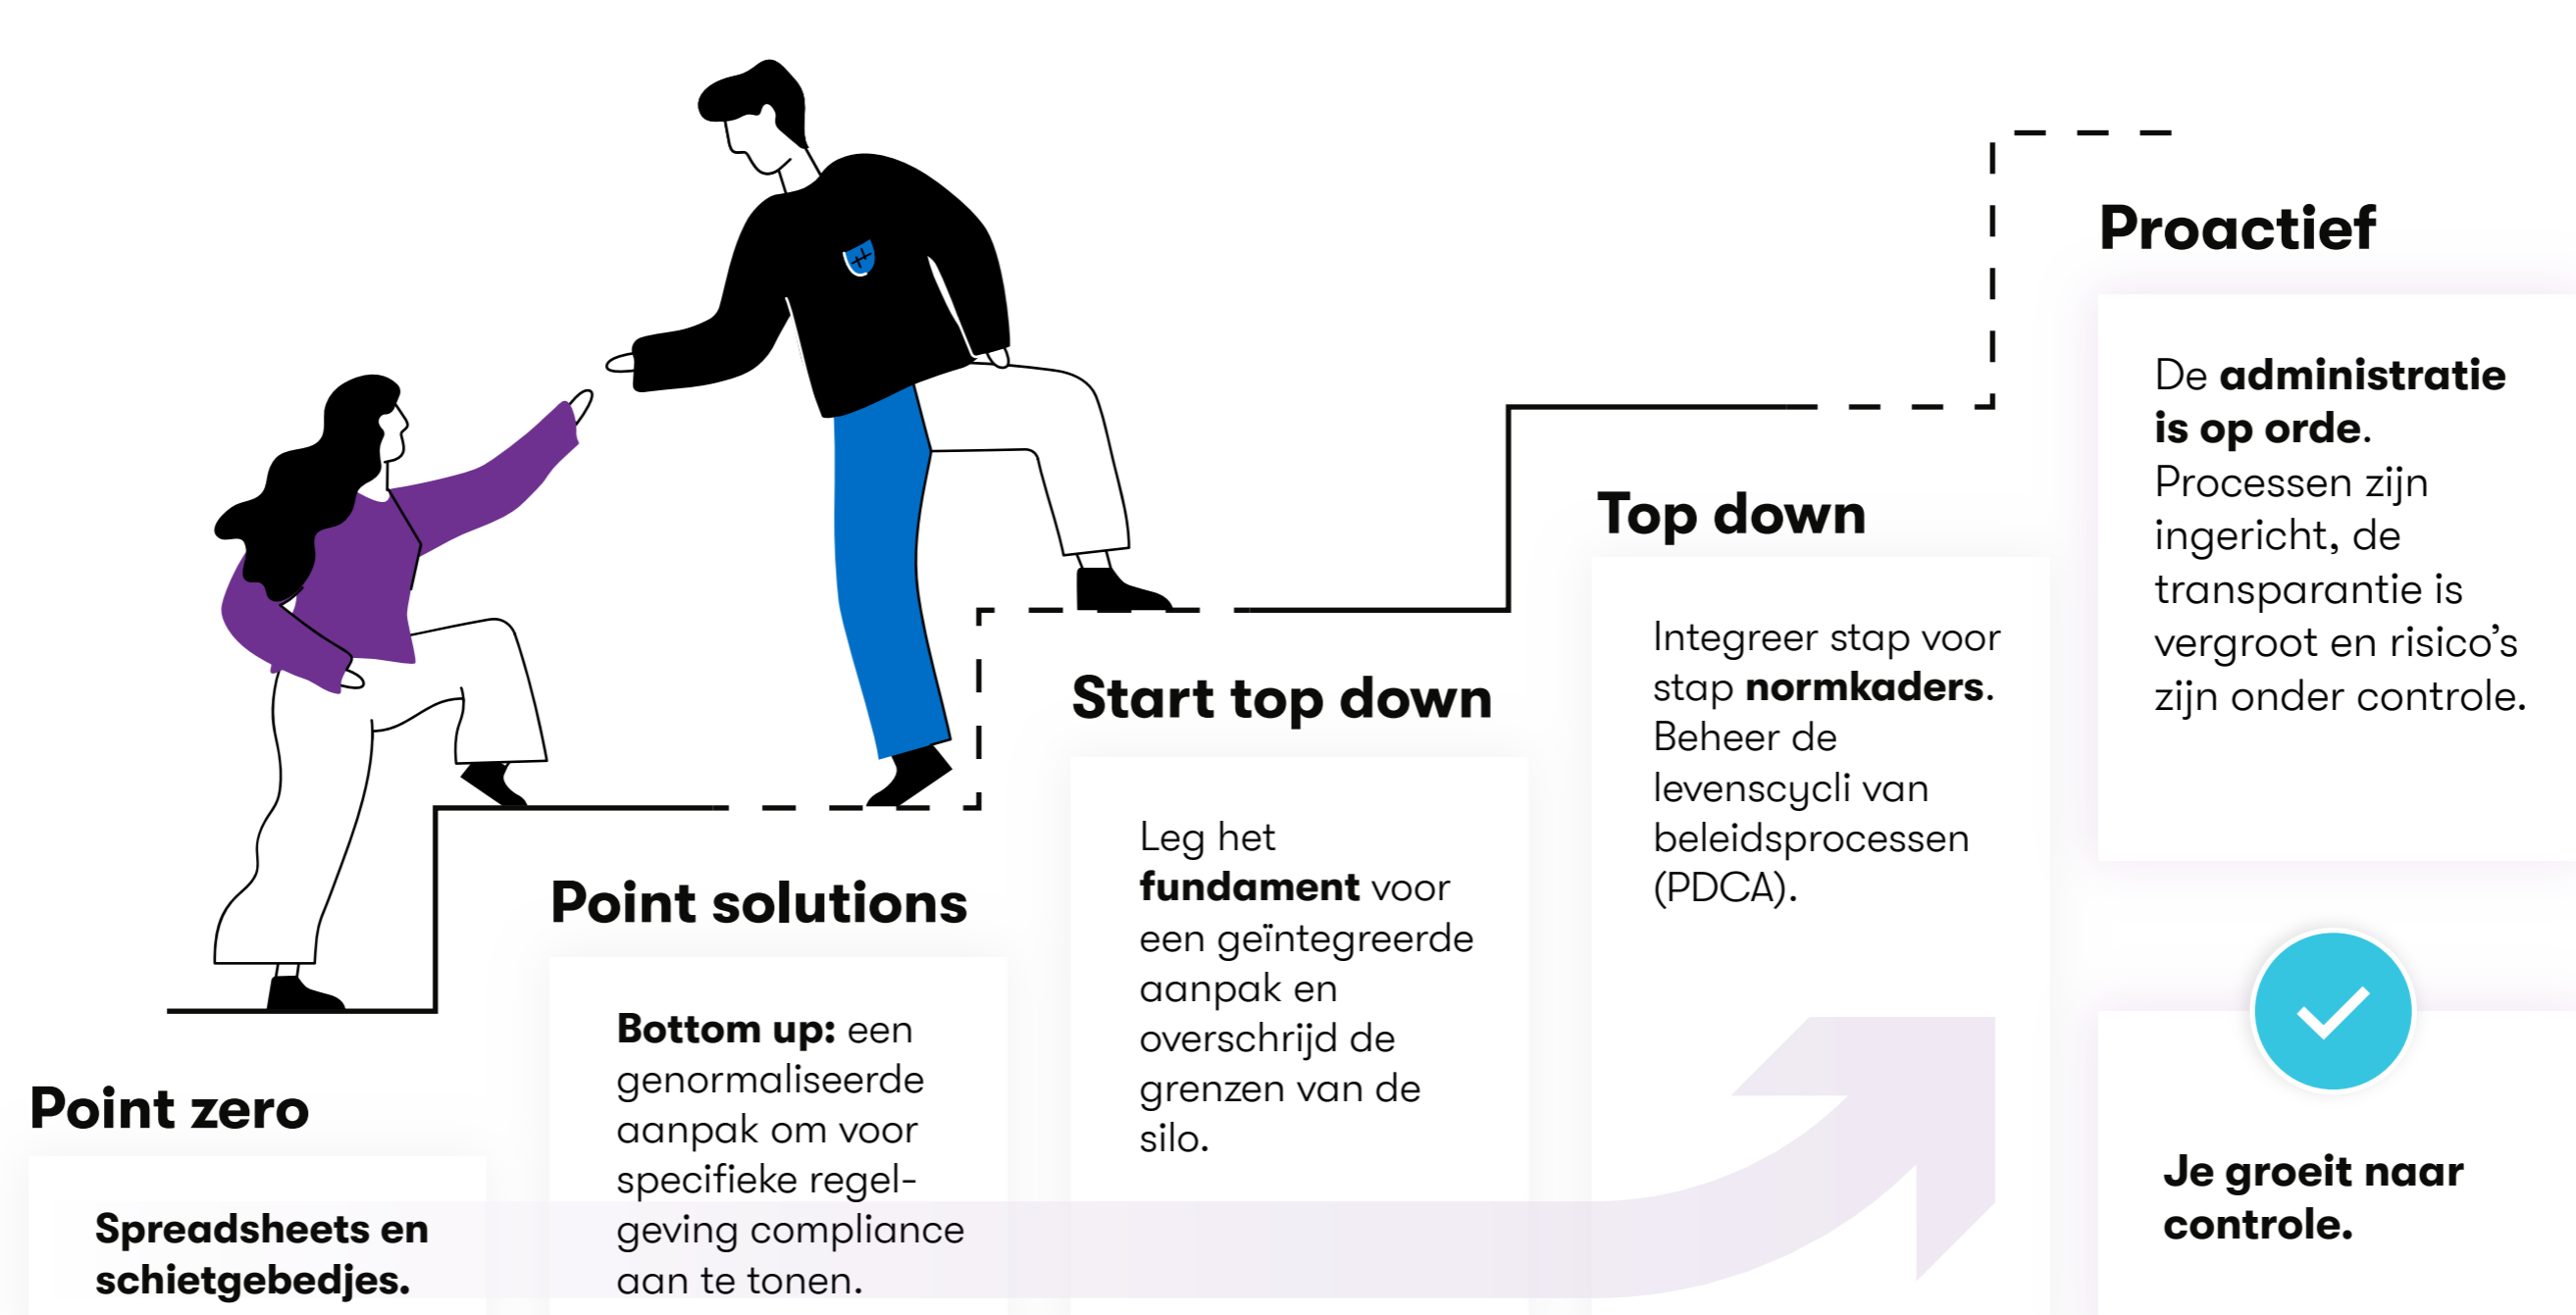 Point zero
Spreadsheets en
schietgebedjes.
Point solutions
Bottom up: een
genormaliseerde
aanpak om voor
specifieke regel-
geving compliance
aan te tonen.
Start top down
Leg het
fundament voor
een geïntegreerde
aanpak en
overschrijd de
grenzen van de
silo.
Top down
Integreer stap voor
stap normkaders.
Beheer de
levenscycli van
beleidsprocessen
(PDCA).
Proactief
De administratie
is op orde.
Processen zijn
ingericht, de
transparantie is
vergroot en risico’s
zijn onder controle.
Je groeit naar
controle.